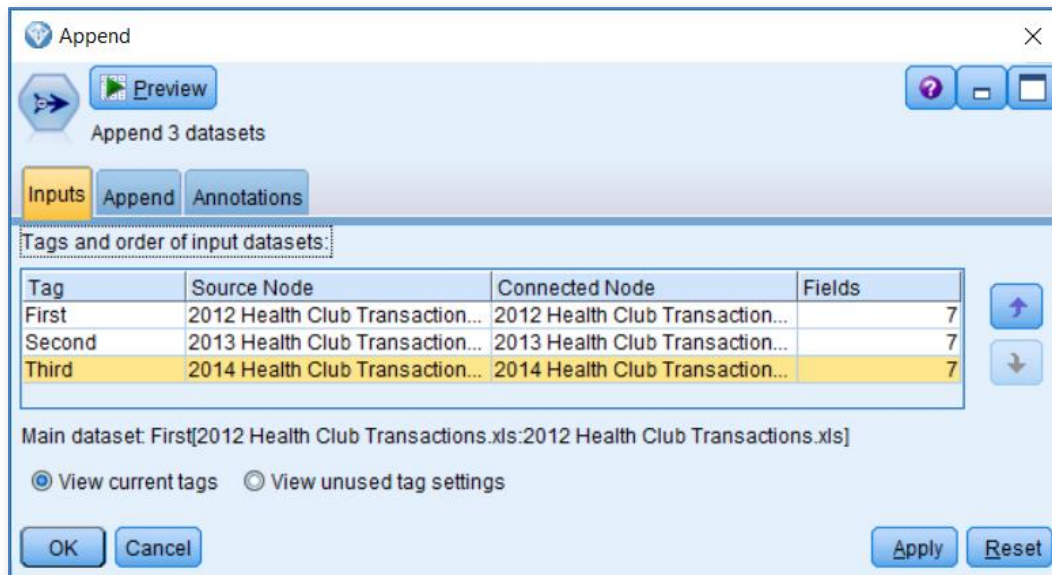 Append
Preview
Append 3 datasets
Inputs Append Annotations
Tags and order of input datasets:
Tag Source Node Connected Node Fields
First 2012 Health Club Transaction... 2012 Health Club Transaction... 7
Second 2013 Health Club Transaction... 2013 Health Club Transaction... 7
Third 2014 Health Club Transaction... 2014 Health Club Transaction... 7
Main dataset: First[2012 Health Club Transactions.xls:2012 Health Club Transactions.xls]
View current tags View unused tag settings
OK Cancel Apply Reset